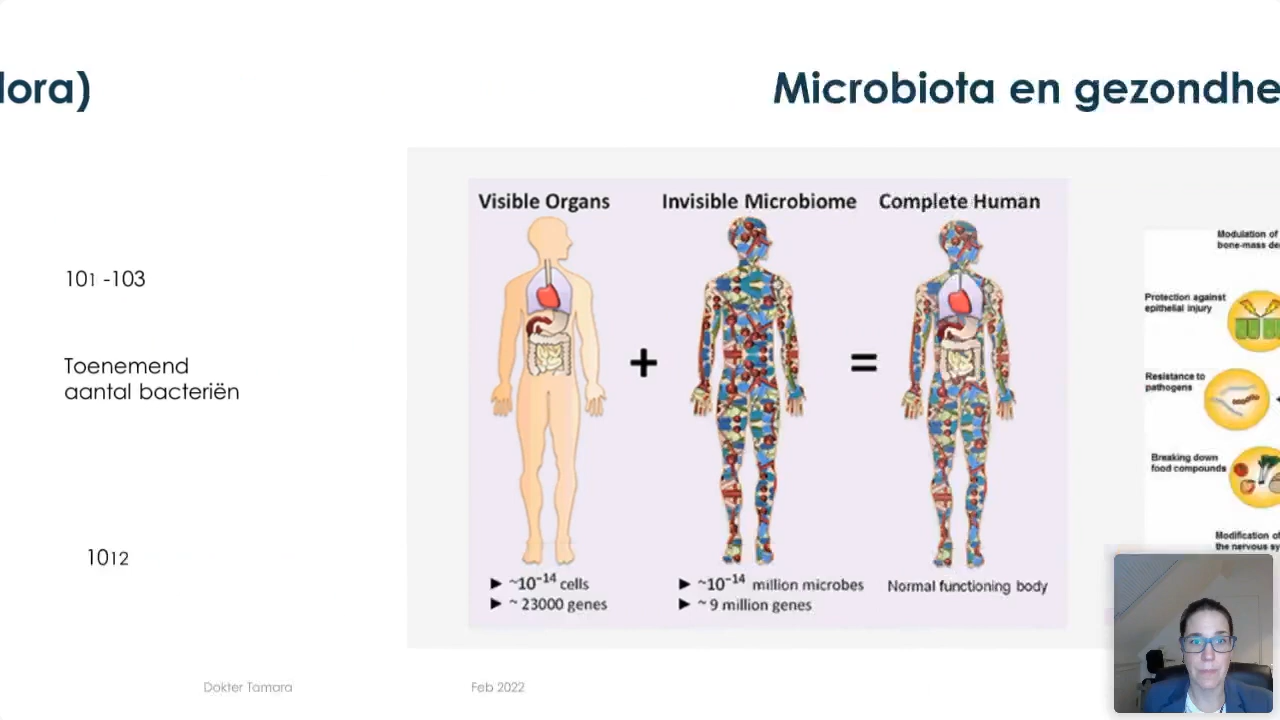 lora)
Microbiota en gezondhe
101 -103
Toenemend
aantal bacteriën
1012
Visible Organs
Invisible Microbiome
Complete Human
+
=
► ~10⁻¹⁴ cells
► ~ 23000 genes
► ~10⁻¹⁴ million microbes
► ~ 9 million genes
Normal functioning body
Modulation of
bone-mass de
Protection against
epithelial injury
Resistance to
pathogens
Breaking down
food compounds
Modification of
the nervous sy
Dokter Tamara
Feb 2022